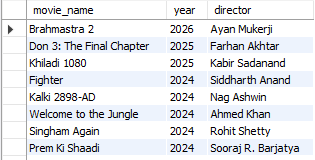 movie_name year director
Brahmastra 2 2026 Ayan Mukerji
Don 3: The Final Chapter 2025 Farhan Akhtar
Khiladi 1080 2025 Kabir Sadanand
Fighter 2024 Siddharth Anand
Kalki 2898-AD 2024 Nag Ashwin
Welcome to the Jungle 2024 Ahmed Khan
Singham Again 2024 Rohit Shetty
Prem Ki Shaadi 2024 Sooraj R. Barjatya